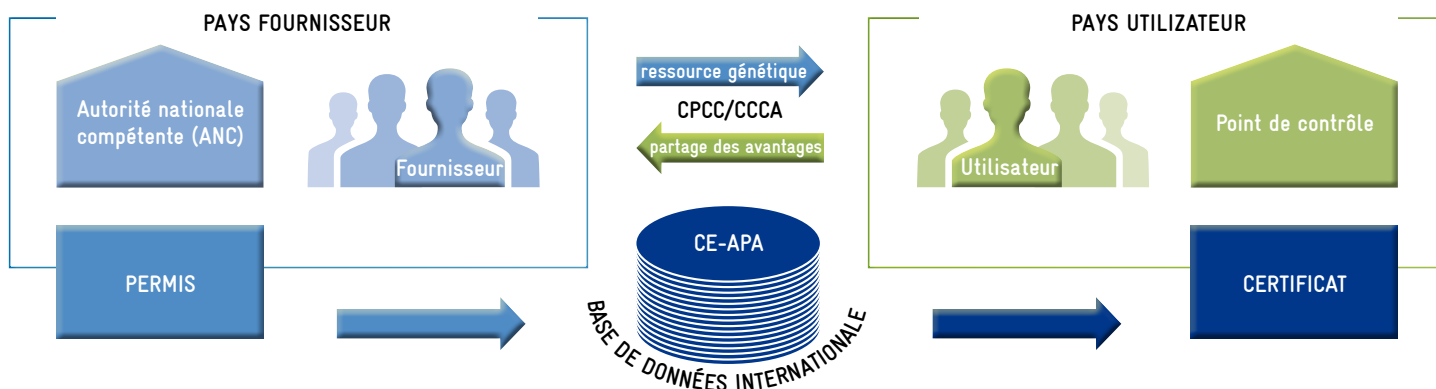 PAYS FOURNISSEUR
Autorité nationale
compétente (ANC)
Fournisseur
PERMIS
ressource génétique
CPCC/CCCA
partage des avantages
CE-APA
BASE DE DONNÉES INTERNATIONALE
PAYS UTILIZATEUR
Utilisateur
Point de contrôle
CERTIFICAT